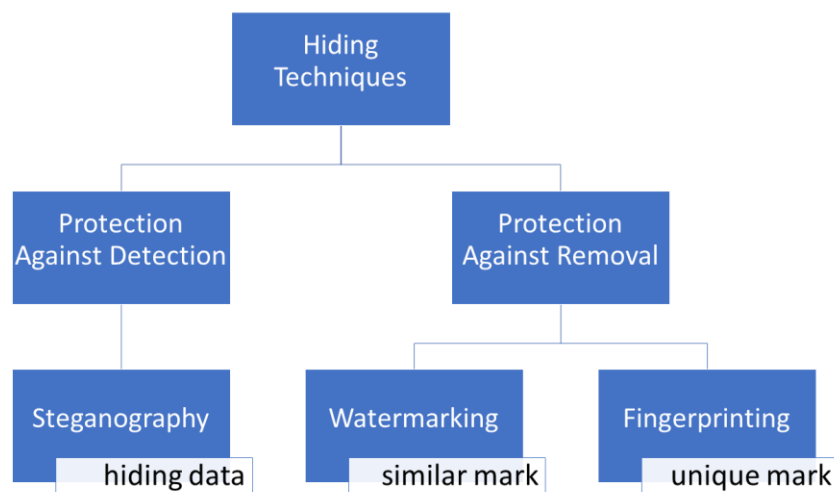 Hiding
Techniques
Protection
Against Detection
Protection
Against Removal
Steganography
Watermarking
Fingerprinting
hiding data
similar mark
unique mark